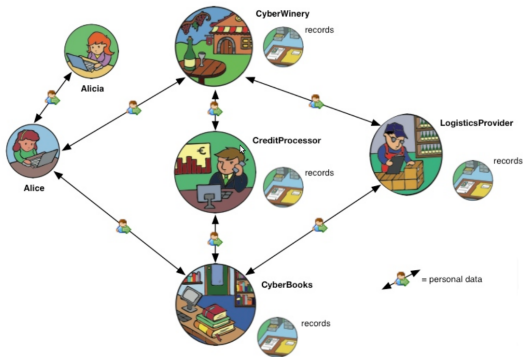 CyberWinery
records
Alicia
CreditProcessor
LogisticsProvider
€
records
records
Alice
CyberBooks
= personal data
records